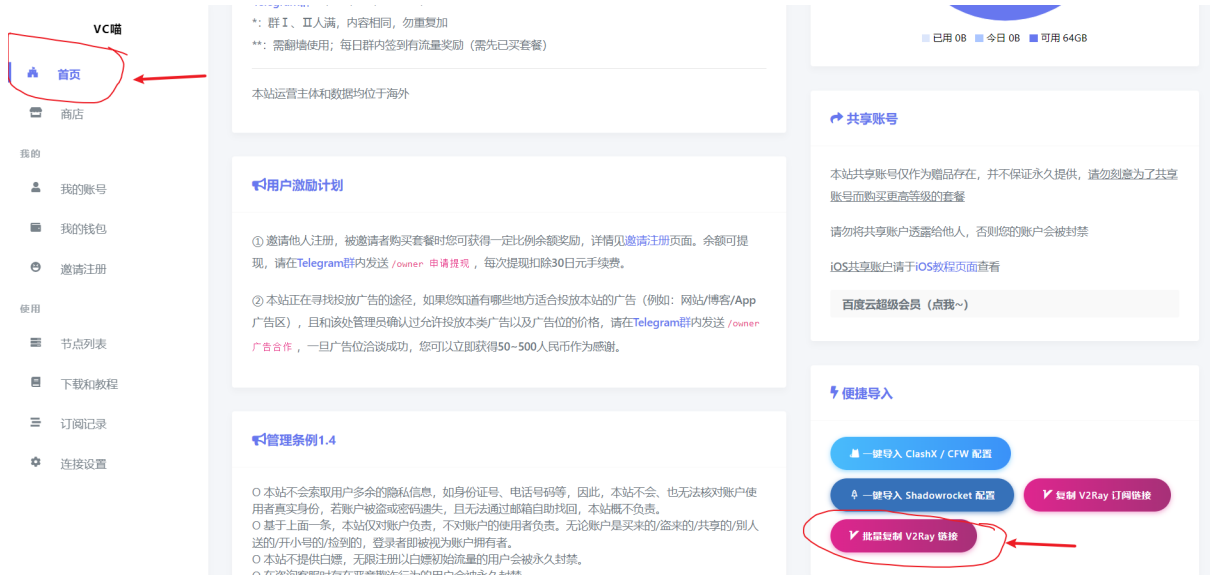 VC喵
首页
商店
我的
我的账号
我的钱包
邀请注册
使用
节点列表
下载和教程
订阅记录
连接设置
*: 群 I、II人满，内容相同，勿重复加
**: 需翻墙使用；每日群内签到有流量奖励（需先已买套餐）
本站运营主体和数据均位于海外
用户激励计划
① 邀请他人注册，被邀请者购买套餐时您可获得一定比例余额奖励，详情见邀请注册页面。余额可提
现，请在Telegram群内发送 /owner 申请提现 ，每次提现扣除30日元手续费。
② 本站正在寻找投放广告的途径，如果您知道有哪些地方适合投放本站的广告（例如：网站/博客/App
广告区），且和该处管理员确认过允许投放本类广告以及广告位的价格，请在Telegram群内发送 /owner
广告合作 ，一旦广告位洽谈成功，您可以立即获得50~500人民币作为感谢。
管理条例1.4
O 本站不会索取用户多余的隐私信息，如身份证号、电话号码等，因此，本站不会、也无法核对账户使
用者真实身份，若账户被盗或密码遗失，且无法通过邮箱自助找回，本站概不负责。
O 基于上面一条，本站仅对账户负责，不对账户的使用者负责。无论账户是买来的/盗来的/共享的/别人
送的/开小号的/捡到的，登录者即被视为账户拥有者。
O 本站不提供白嫖，无限注册以白嫖初始流量的用户会被永久封禁。
已用 0B 今日 0B 可用 64GB
共享账号
本站共享账号仅作为赠品存在，并不保证永久提供，请勿刻意为了共享
账号而购买更高等级的套餐
请勿将共享账户透露给他人，否则您的账户会被封禁
iOS共享账户请于iOS教程页面查看
百度云超级会员（点我~）
便捷导入
一键导入 ClashX / CFW 配置
一键导入 Shadowrocket 配置 复制 V2Ray 订阅链接
批量复制 V2Ray 链接